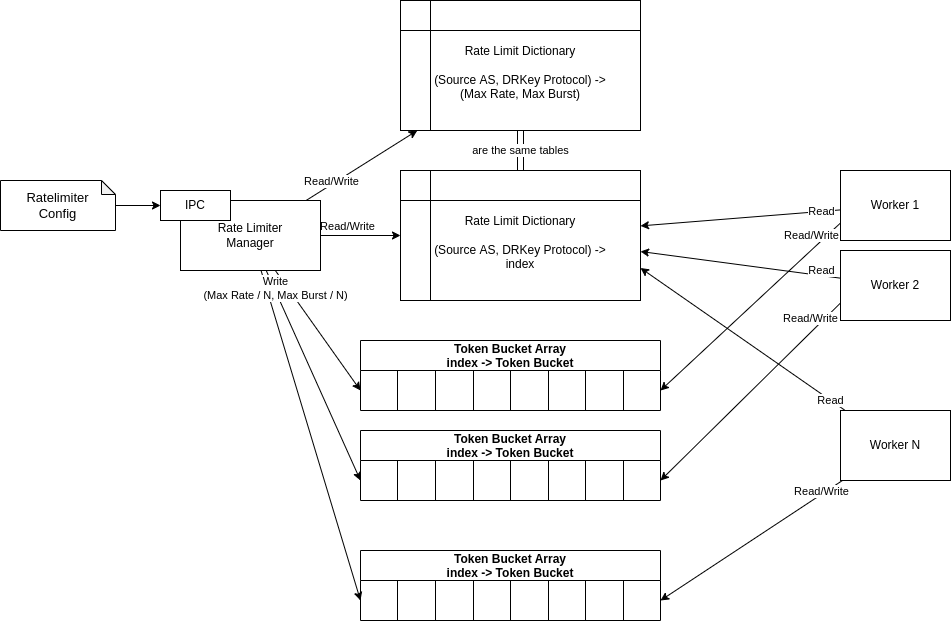 Rate Limit Dictionary
(Source AS, DRKey Protocol) ->
(Max Rate, Max Burst)
are the same tables
Read/Write
Ratelimiter
Config
IPC
Rate Limiter
Manager
Read/Write
Rate Limit Dictionary
(Source AS, DRKey Protocol) ->
index
Write
(Max Rate / N, Max Burst / N)
Read
Worker 1
Read/Write
Read
Worker 2
Read/Write
Token Bucket Array
index -> Token Bucket
Read
Worker N
Token Bucket Array
index -> Token Bucket
Read/Write
Token Bucket Array
index -> Token Bucket